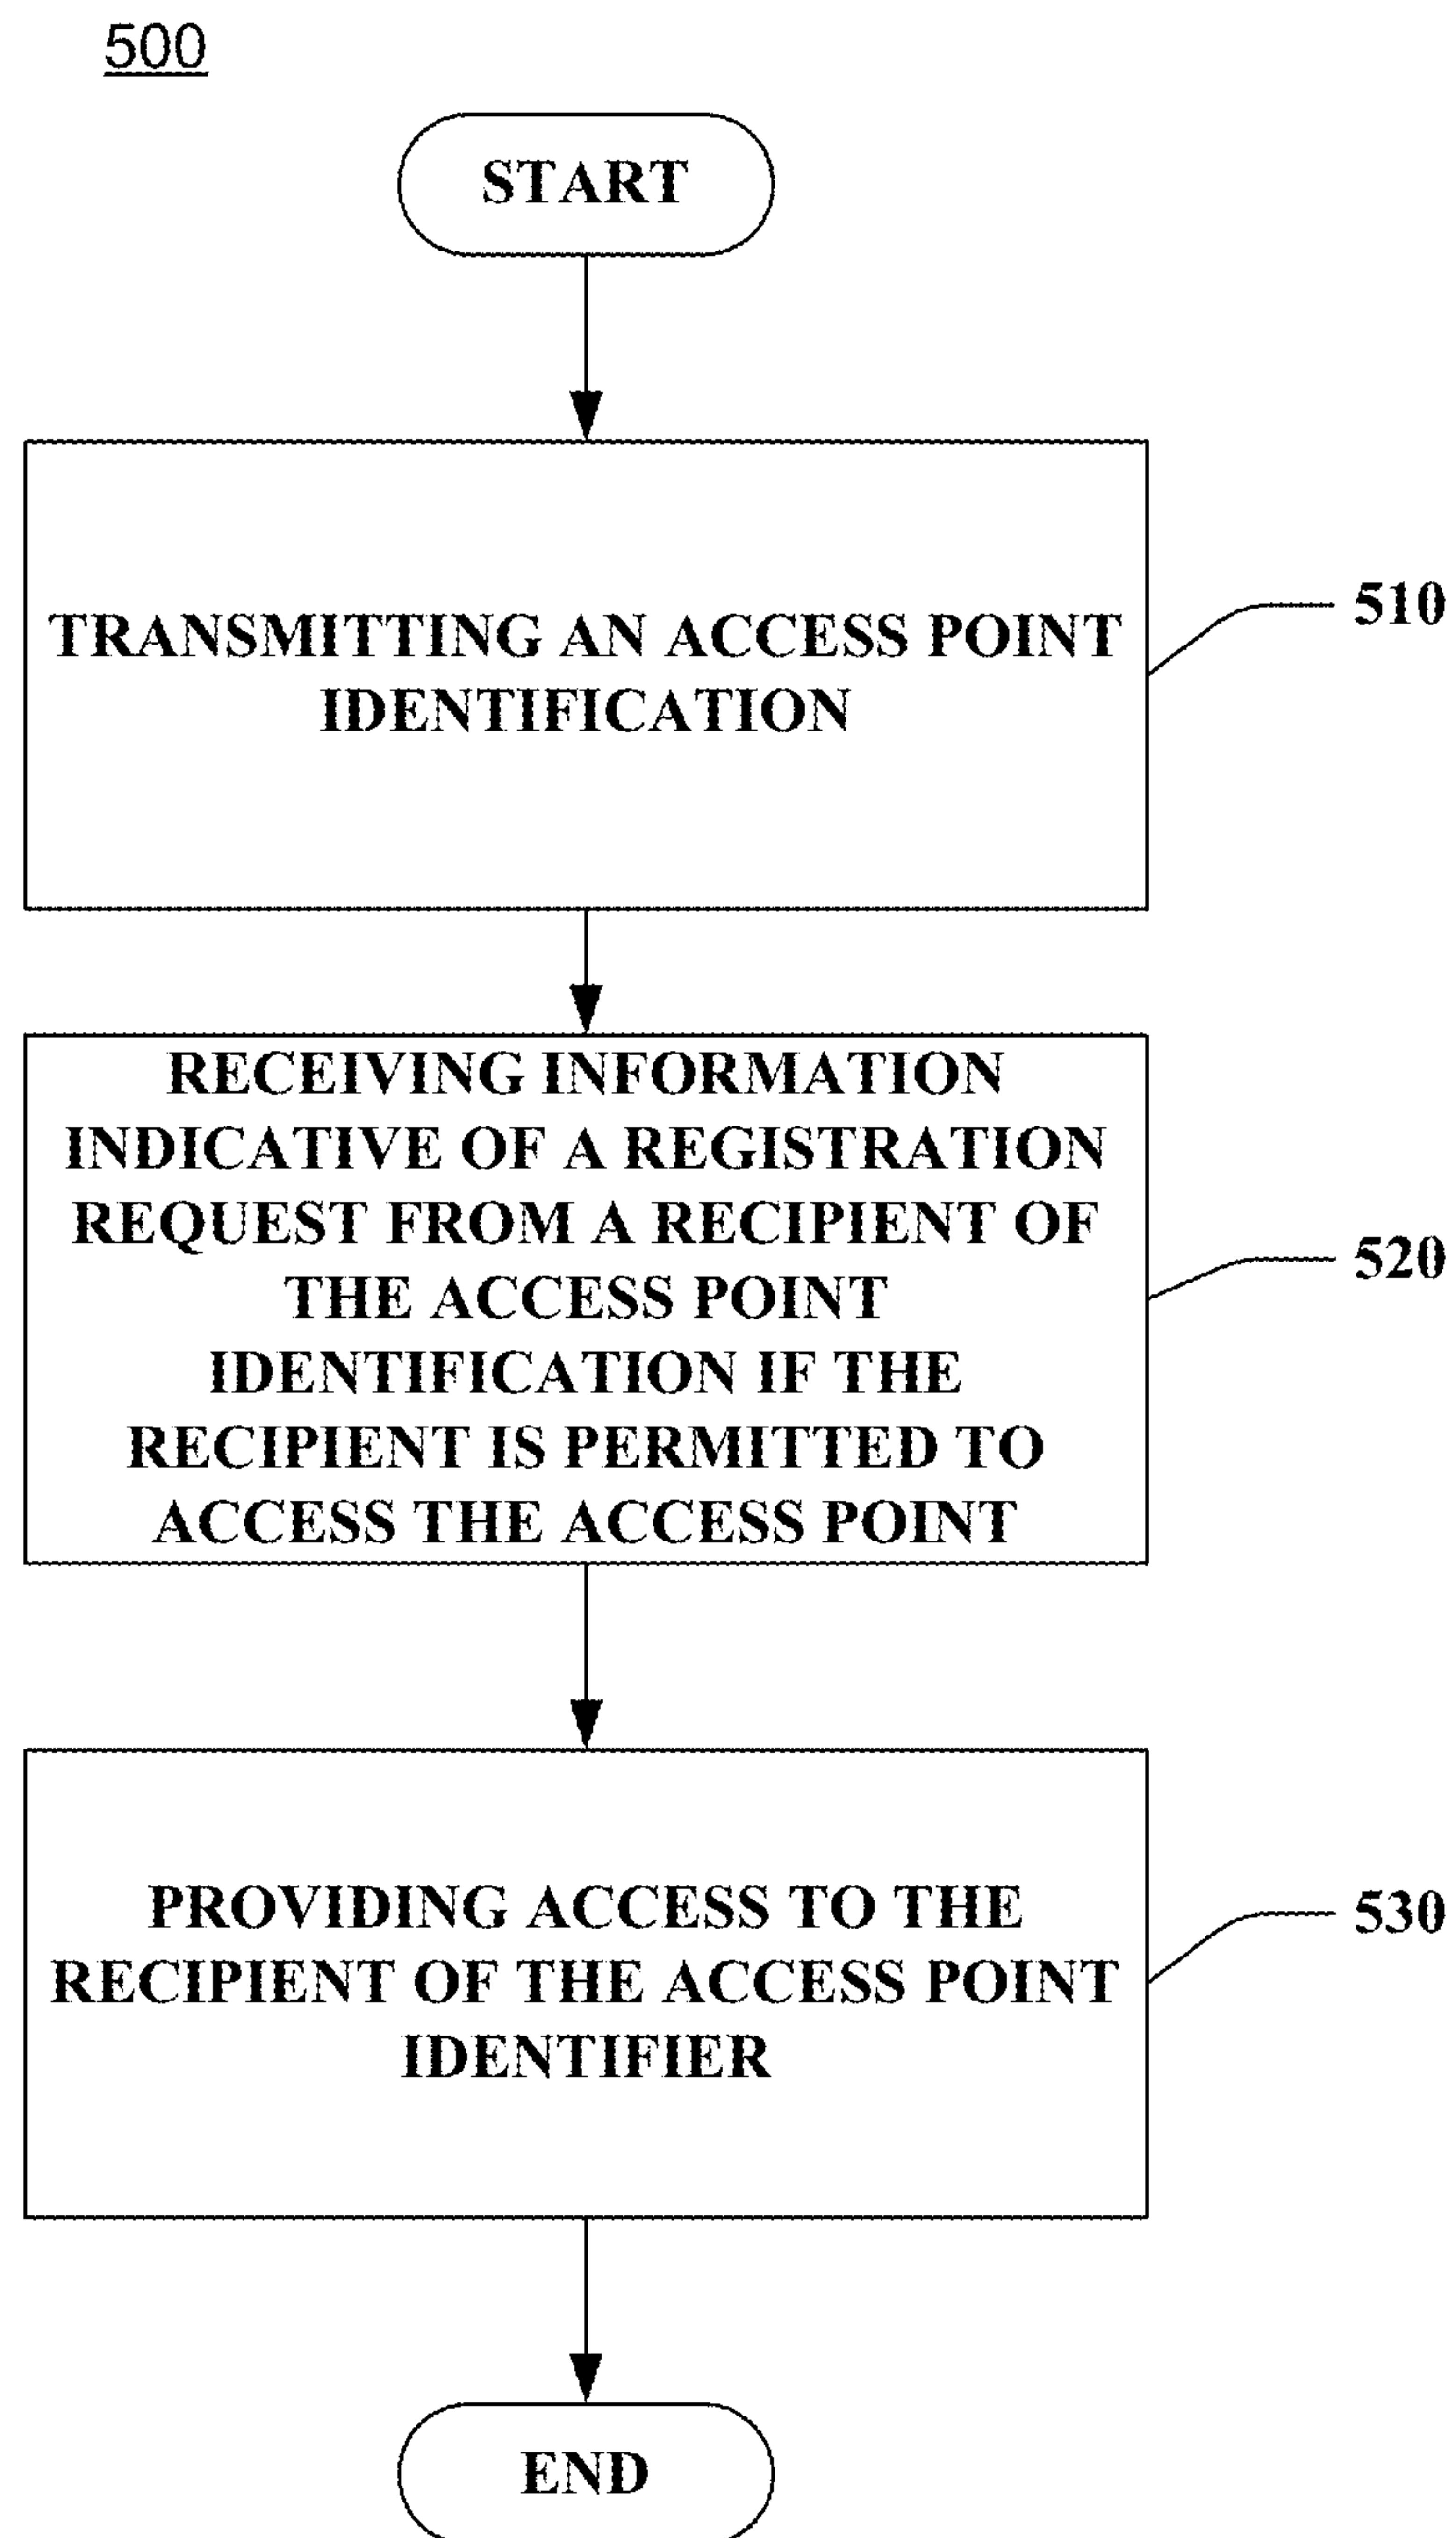 500
START
TRANSMITTING AN ACCESS POINT
IDENTIFICATION
510
RECEIVING INFORMATION
INDICATIVE OF A REGISTRATION
REQUEST FROM A RECIPIENT OF
THE ACCESS POINT
IDENTIFICATION IF THE
RECIPIENT IS PERMITTED TO
ACCESS THE ACCESS POINT
520
PROVIDING ACCESS TO THE
RECIPIENT OF THE ACCESS POINT
IDENTIFIER
530
END